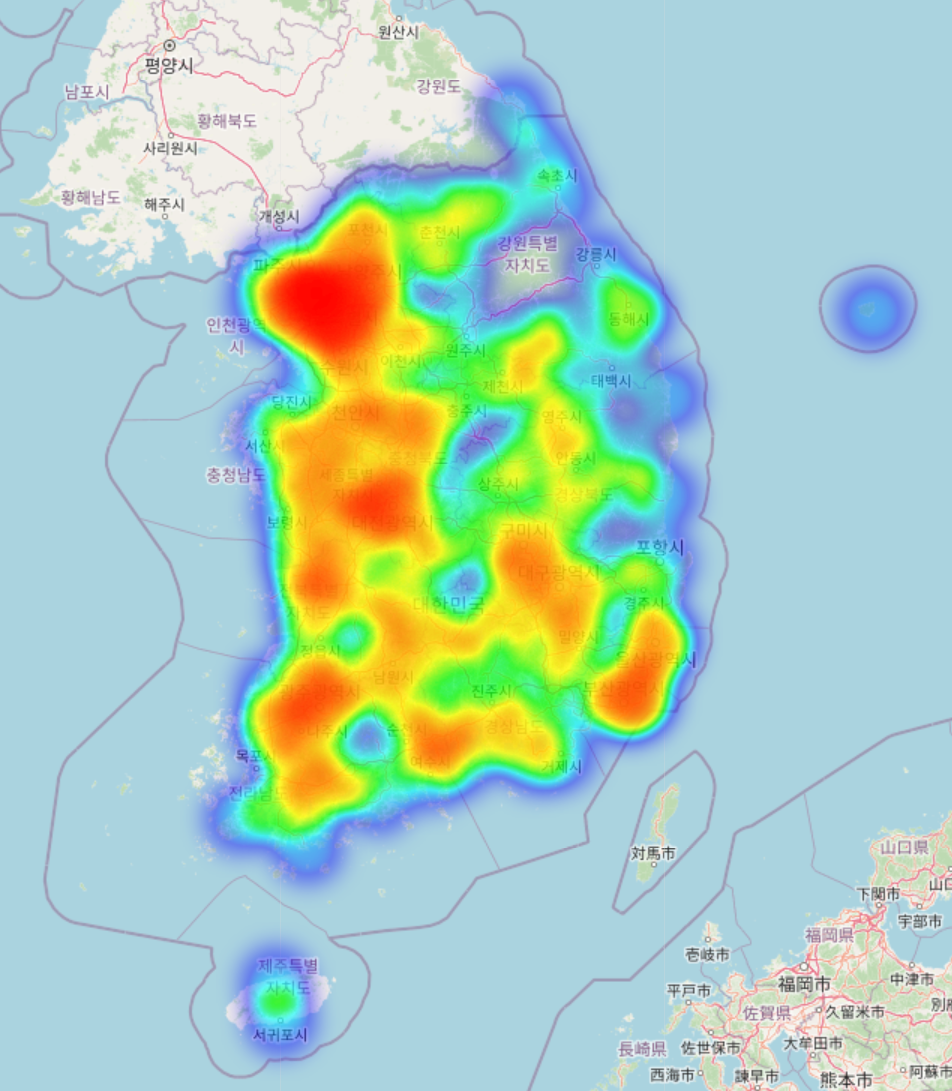 원산시
평양시
강원도
남포시
황해북도
사리원시
속초시
황해남도
해주시
개성시
포천시
춘천시
강원특별
자치도
강릉시
파주시
남양주시
동해시
인천광역
시
원주시
이천시
수원시
제천시
태백시
당진시
천안시
충주시
영주시
서산시
충청북도
안동시
충청남도
세종특별
자치시
상주시
경상북도
보령시
대전광역시
구미시
포항시
대구광역시
대한민국
경주시
자치도
밀양시
정읍시
울산광역시
남원시
광주광역시
진주시
부산광역시
나주시
순천시
경상남도
목포시
여수시
거제시
전라남도
対馬市
山口県
下関市
宇部市
福岡県
壱岐市
제주특별
자치도
福岡市
中津市
平戸市
佐賀県
久留米市
서귀포시
長崎県
佐世保市
大牟田市
西海市
諫早市
熊本市
阿蘇市